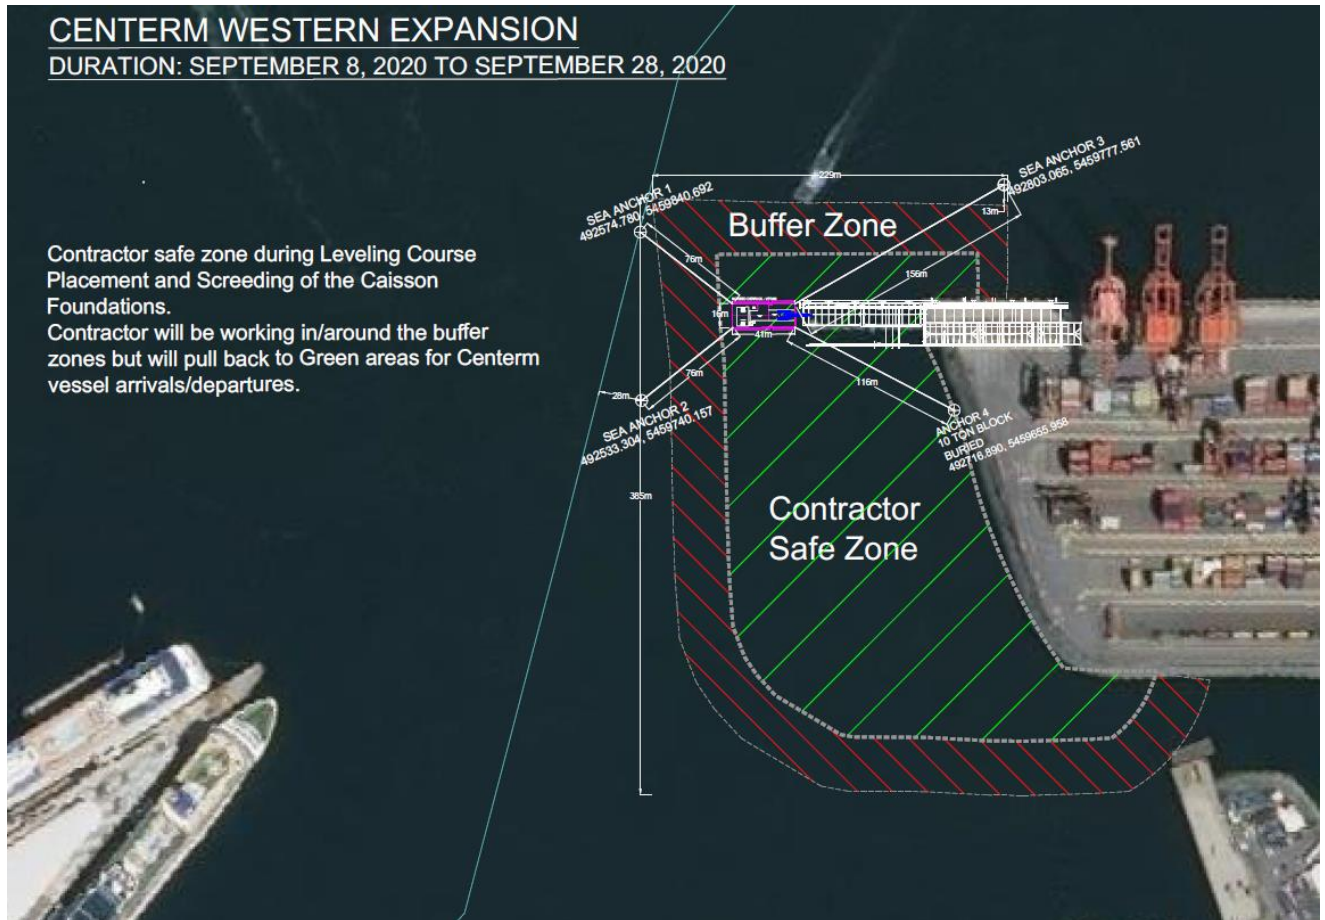 CENTERM WESTERN EXPANSION
DURATION: SEPTEMBER 8, 2020 TO SEPTEMBER 28, 2020
SEA ANCHOR 3
492803.065, 5459777.561
229m
13m
SEA ANCHOR 1
492574.780, 5459840.692
Buffer Zone
Contractor safe zone during Leveling Course
Placement and Screeding of the Caisson
Foundations.
Contractor will be working in/around the buffer
zones but will pull back to Green areas for Centerm
vessel arrivals/departures.
76m
156m
16m
41m
76m
116m
28m
SEA ANCHOR 2
492533.304, 5459740.157
ANCHOR 4
10 TON BLOCK
BURIED
492716.890, 5459655.958
385m
Contractor
Safe Zone